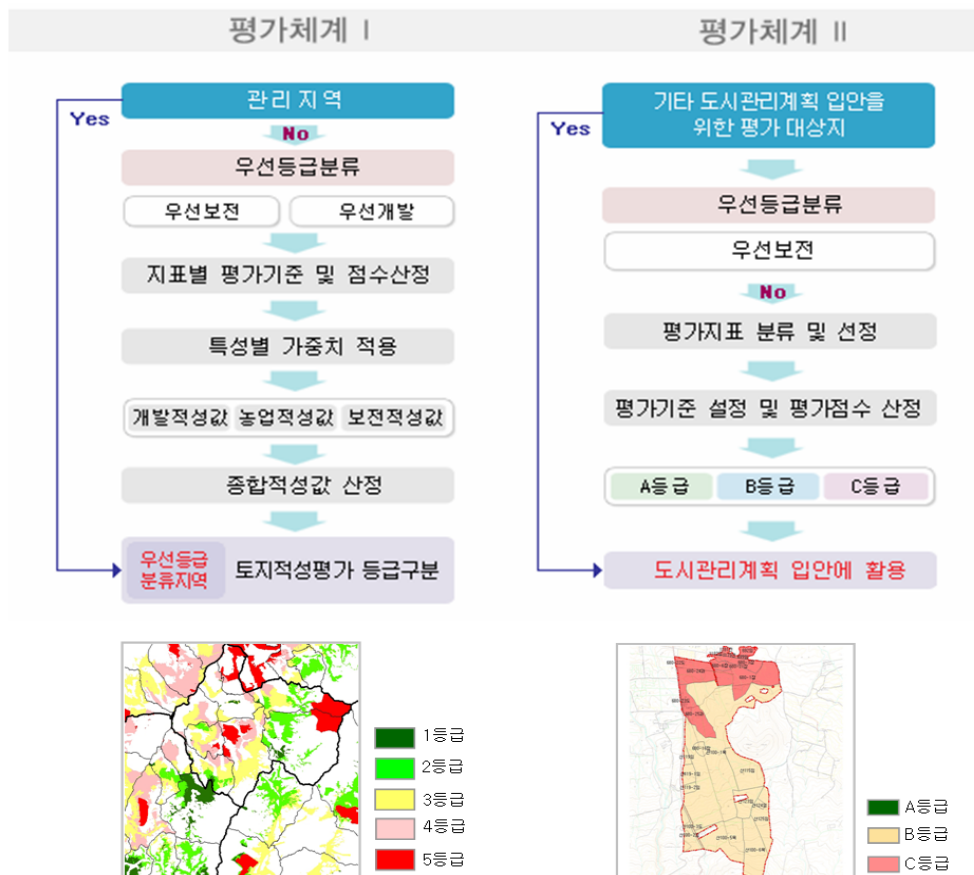 평가체계 Ⅰ
관리지역
Yes
No
우선등급분류
우선보전
우선개발
지표별 평가기준 및 점수산정
특성별 가중치 적용
개발적성값 농업적성값 보전적성값
종합적성값 산정
우선등급
분류지역
토지적성평가 등급구분
1등급
2등급
3등급
4등급
5등급
평가체계 Ⅱ
기타 도시관리계획 입안을
위한 평가 대상지
Yes
우선등급분류
우선보전
No
평가지표 분류 및 선정
평가기준 설정 및 평가점수 산정
A등급
B등급
C등급
도시관리계획 입안에 활용
A등급
B등급
C등급